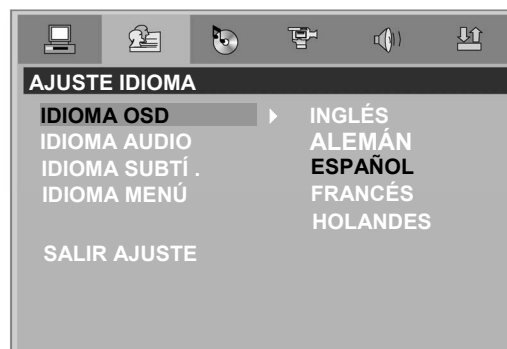 AJUSTE IDIOMA
IDIOMA OSD
IDIOMA AUDIO
IDIOMA SUBTÍ .
IDIOMA MENÚ
SALIR AJUSTE
INGLÉS
ALEMÁN
ESPAÑOL
FRANCÉS
HOLANDES